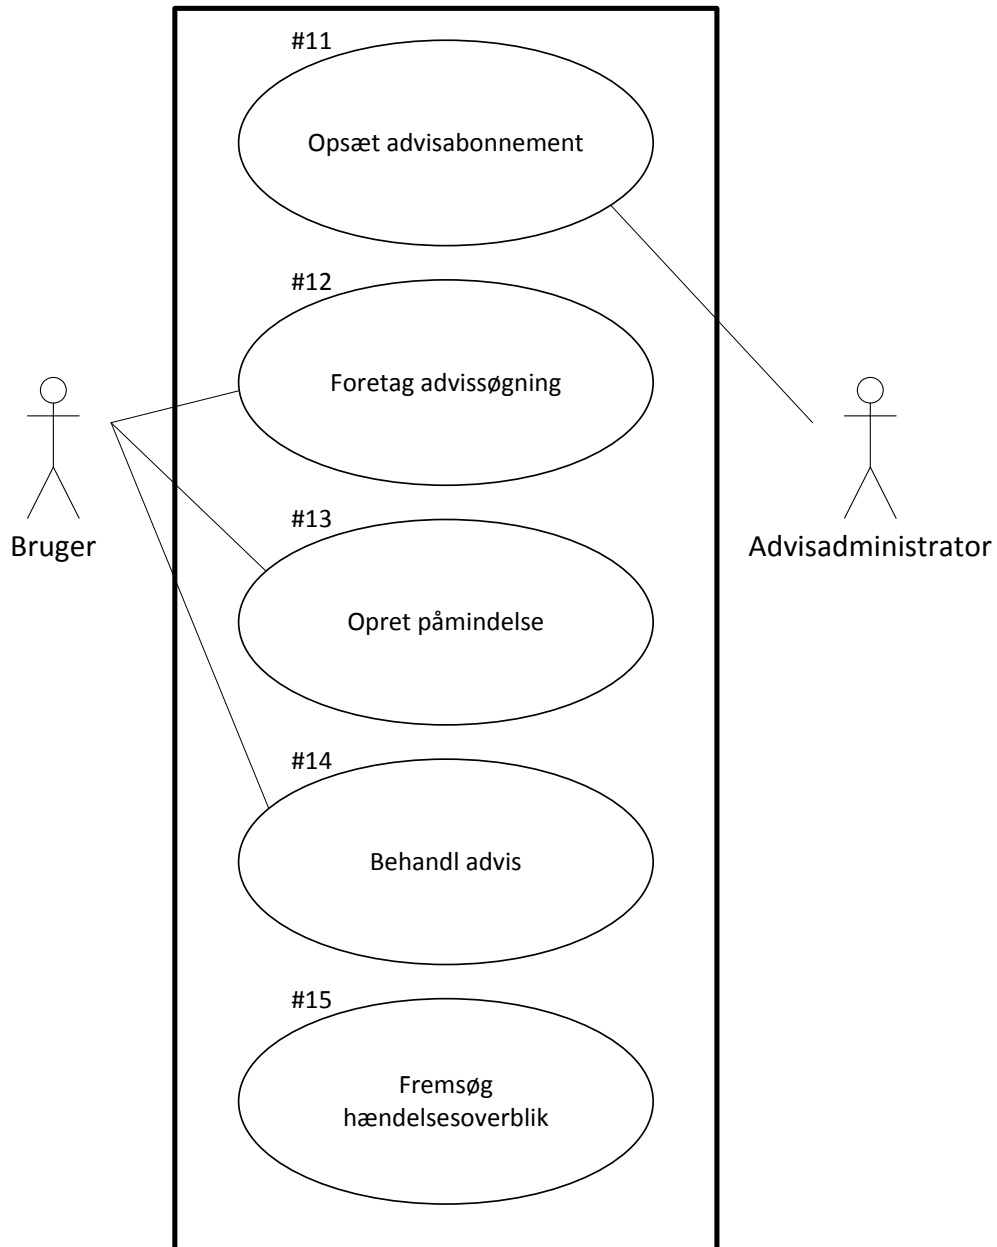 #11
Opsæt advisabonnement
#12
Foretag advissøgning
#13
Bruger
Advisadministrator
Opret påmindelse
#14
Behandl advis
#15
Fremsøg
hændelsesoverblik